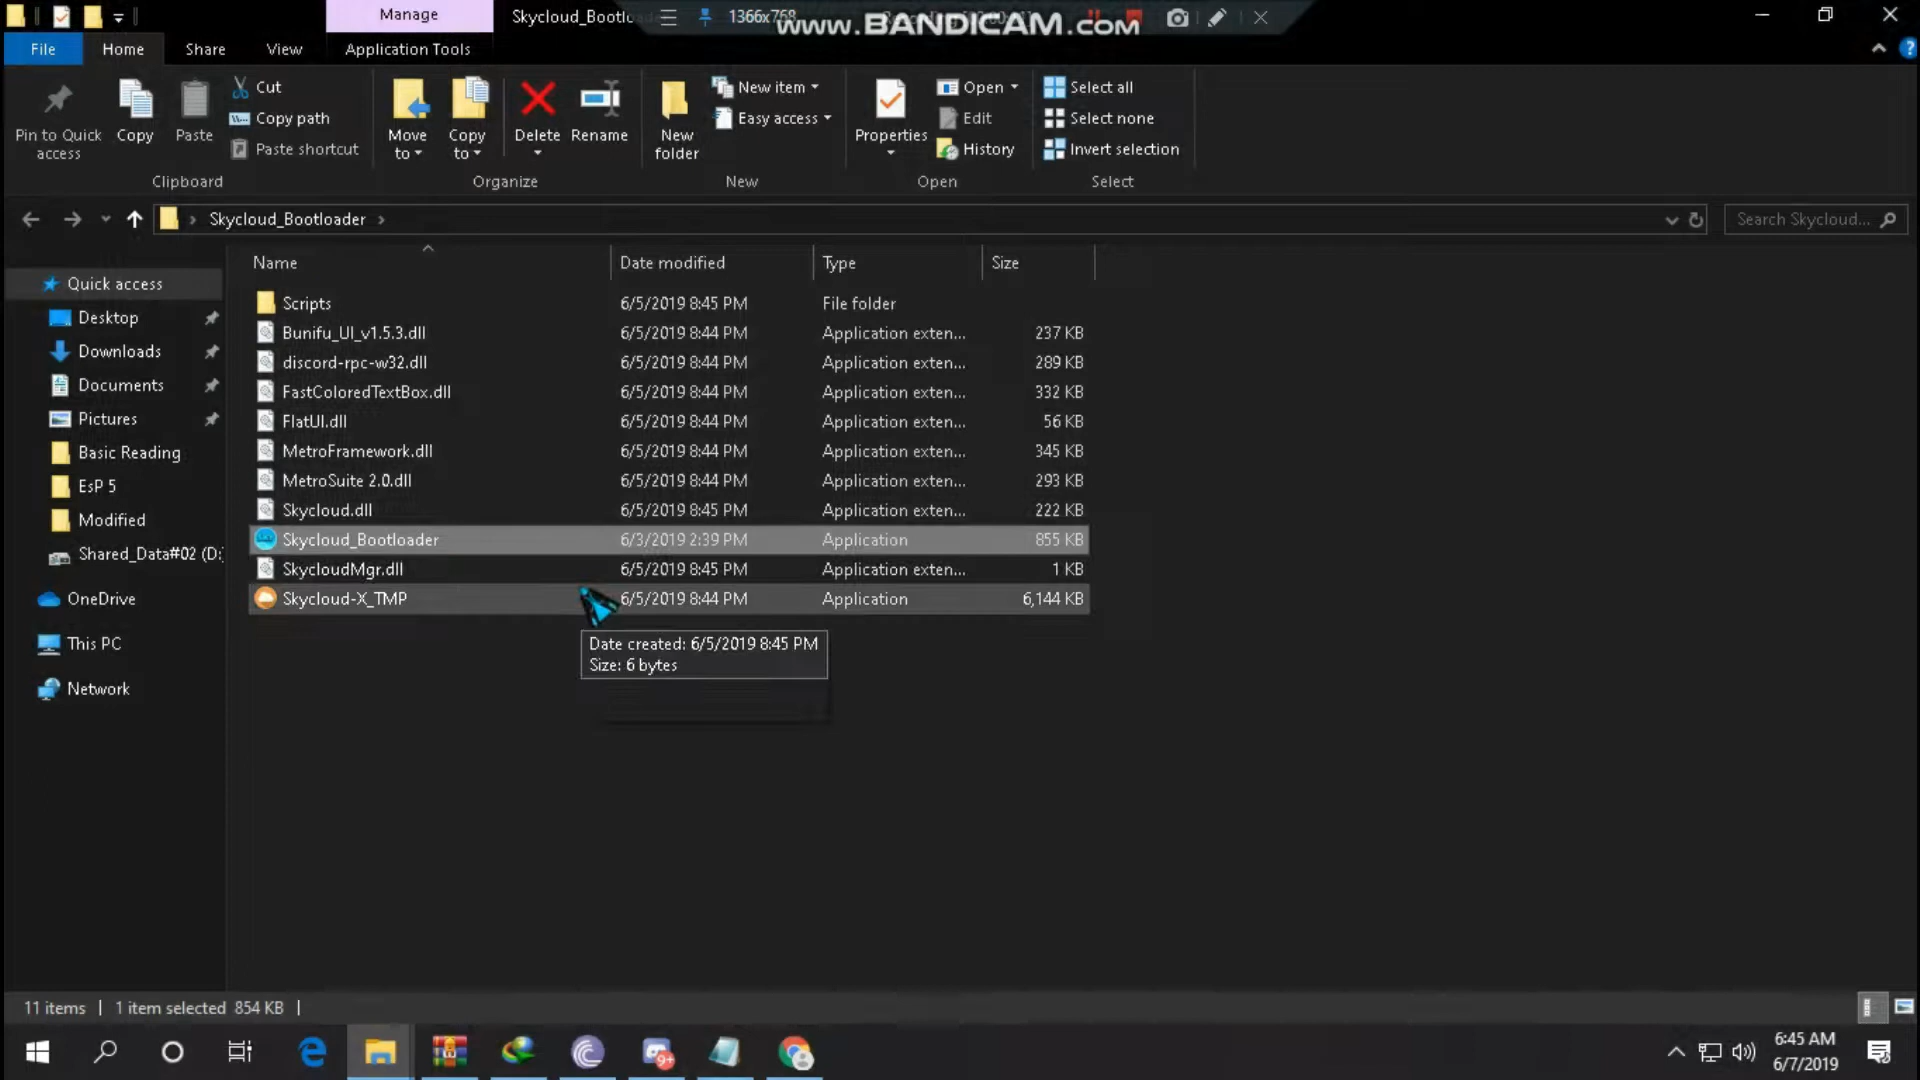 Manage
Skycloud_Bootlo
1366x768
www.BANDICAM.com
File
Home
Share
View
Application Tools
Pin to Quick access
Copy
Paste
Cut
Copy path
Paste shortcut
Move to
Copy to
Delete
Rename
New folder
New item
Easy access
Properties
Open
Edit
History
Select all
Select none
Invert selection
Clipboard
Organize
New
Open
Select
Skycloud_Bootloader
Search Skycloud...
Name
Date modified
Type
Size
Quick access
Desktop
Downloads
Documents
Pictures
Basic Reading
EsP 5
Modified
Shared_Data#02 (D:
OneDrive
This PC
Network
Scripts 6/5/2019 8:45 PM File folder
Bunifu_UI_v1.5.3.dll 6/5/2019 8:44 PM Application exten... 237 KB
discord-rpc-w32.dll 6/5/2019 8:44 PM Application exten... 289 KB
FastColoredTextBox.dll 6/5/2019 8:44 PM Application exten... 332 KB
FlatUI.dll 6/5/2019 8:44 PM Application exten... 56 KB
MetroFramework.dll 6/5/2019 8:44 PM Application exten... 345 KB
MetroSuite 2.0.dll 6/5/2019 8:44 PM Application exten... 293 KB
Skycloud.dll 6/5/2019 8:45 PM Application exten... 222 KB
Skycloud_Bootloader 6/3/2019 2:39 PM Application 855 KB
SkycloudMgr.dll 6/5/2019 8:45 PM Application exten... 1 KB
Skycloud-X_TMP 6/5/2019 8:44 PM Application 6,144 KB
Date created: 6/5/2019 8:45 PM
Size: 6 bytes
11 items
1 item selected 854 KB
9+
6:45 AM
6/7/2019